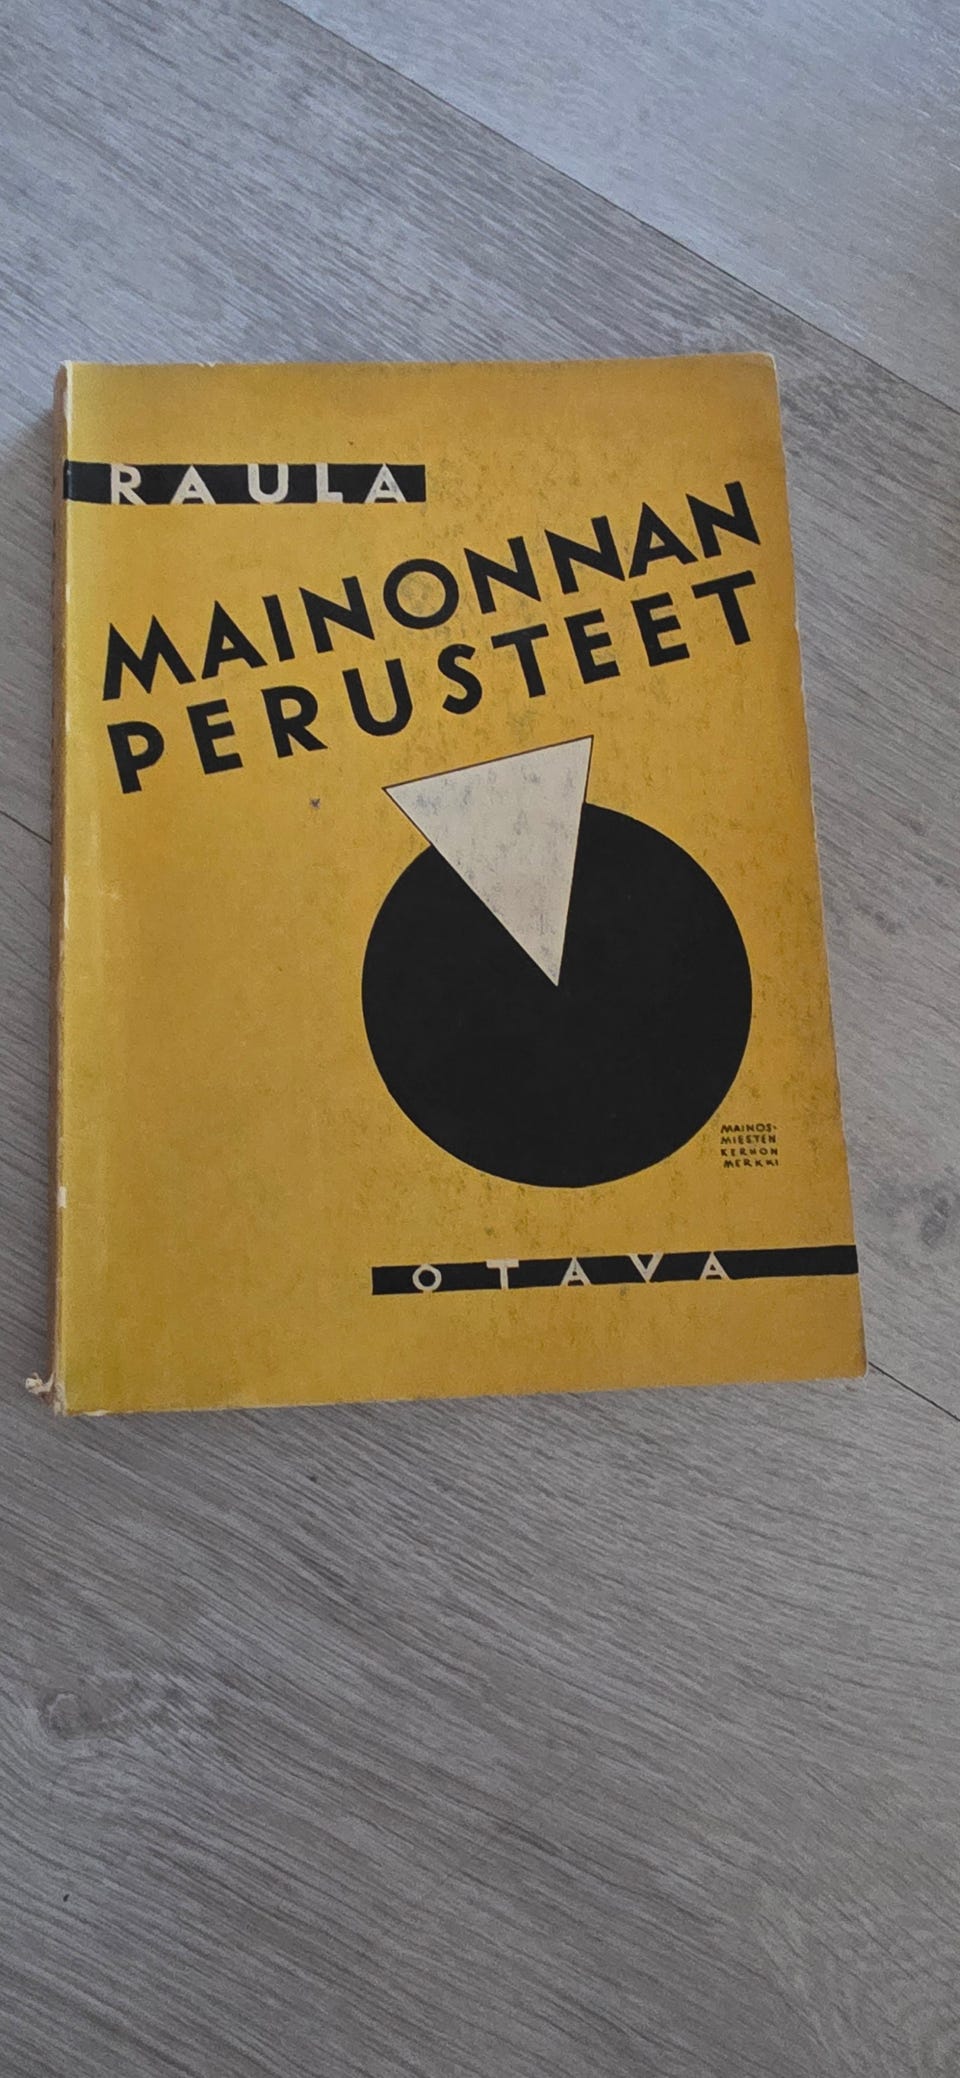 RAULA
MAINONNAN
PERUSTEET
MAINOS-
MIESTEN
KERHON
MERKKI
OTAVA